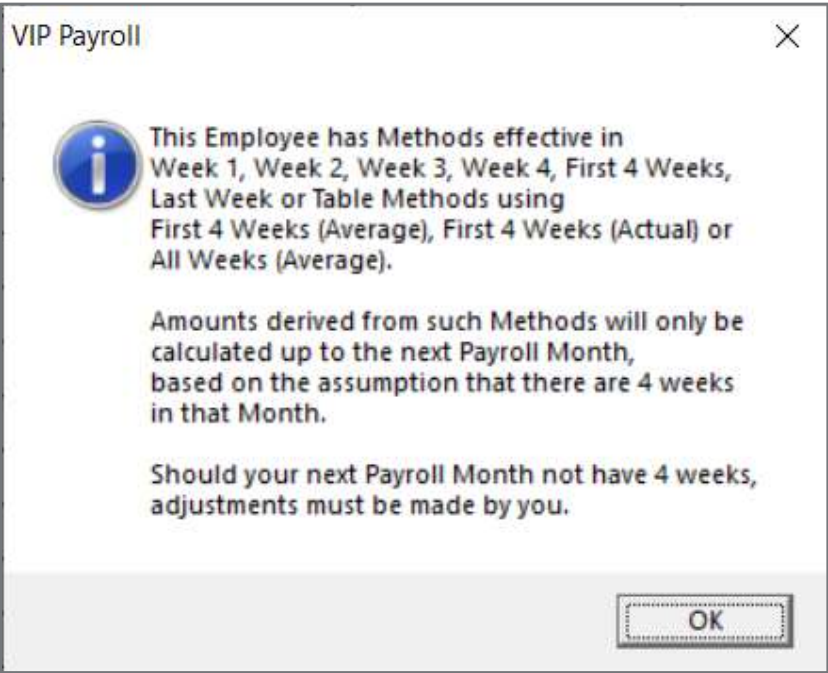 VIP Payroll
This Employee has Methods effective in
Week 1, Week 2, Week 3, Week 4, First 4 Weeks,
Last Week or Table Methods using
First 4 Weeks (Average), First 4 Weeks (Actual) or
All Weeks (Average).
Amounts derived from such Methods will only be
calculated up to the next Payroll Month,
based on the assumption that there are 4 weeks
in that Month.
Should your next Payroll Month not have 4 weeks,
adjustments must be made by you.
OK